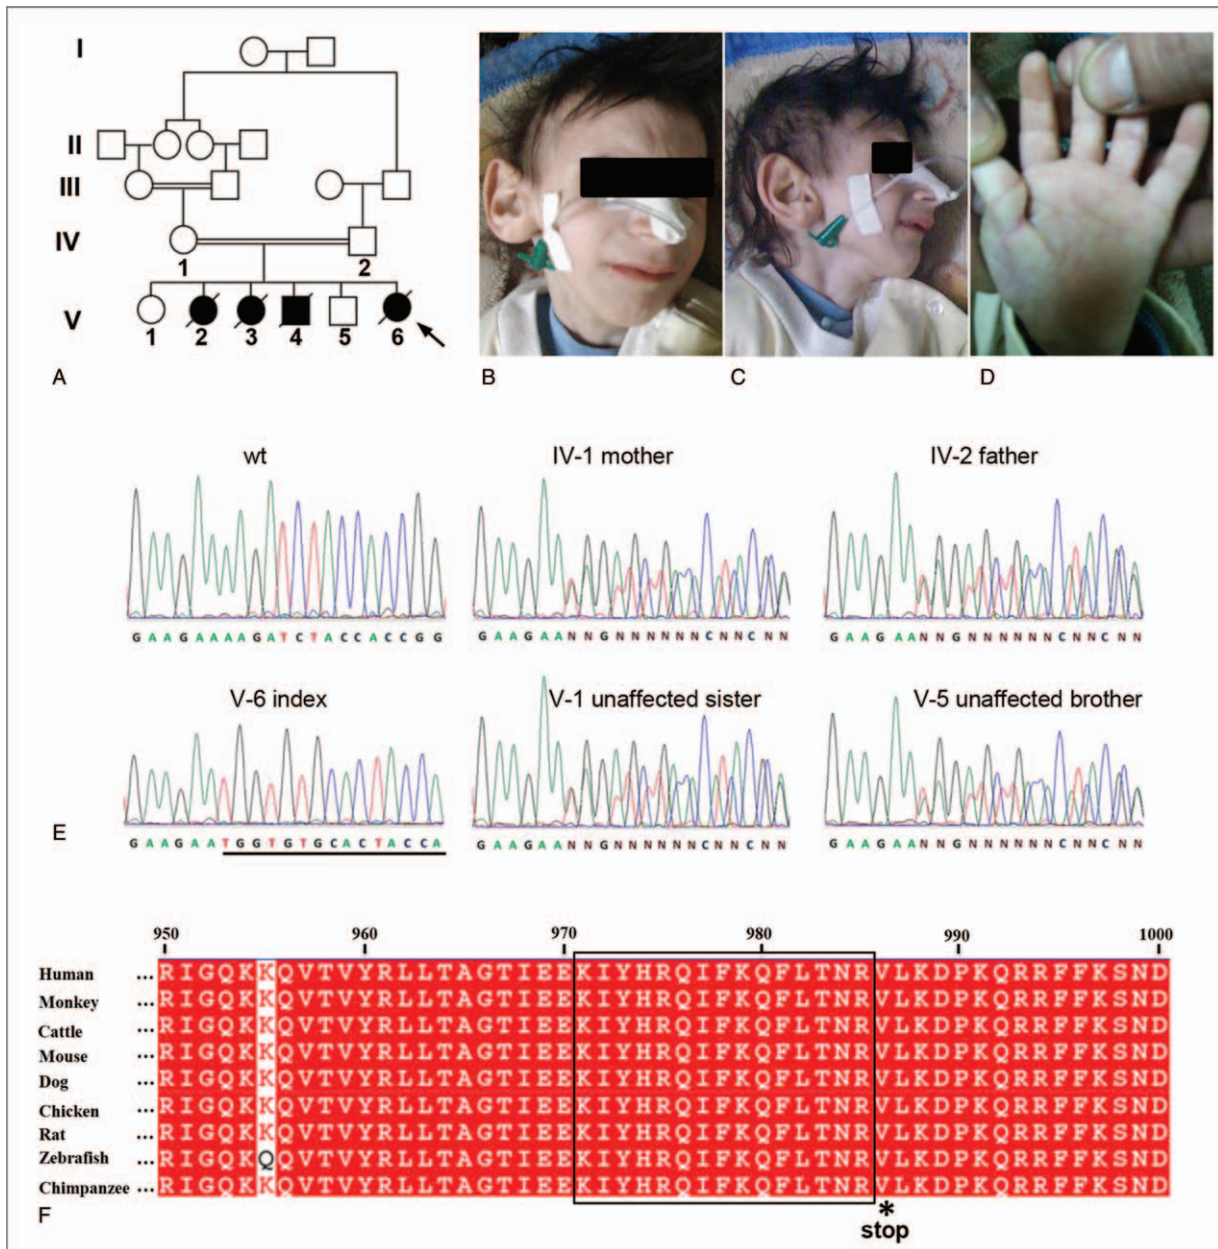 I
II
III
IV
1 2
V
1 2 3 4 5 6
A B C D
wt IV-1 mother IV-2 father
GAAGAAAAGATCTACCACCGG GAAGAANNGNNNNNNCNNCNN GAAGAANNGNNNNNNNCNNCNN
V-6 index V-1 unaffected sister V-5 unaffected brother
E
GAAGAATGGTGTGCACTACCA GAAGAANNGNNNNNNCNNCNN GAAGAANNGNNNNNNCNNCNN
950 960 970 980 990 1000
Human ...RIGQKKQVTVYRLLTAGTIEEKIYHRQIFKQFLTNRVLKDPKQRRFFKSND
Monkey ...RIGQKKQVTVYRLLTAGTIEEKIYHRQIFKQFLTNRVLKDPKQRRFFKSND
Cattle ...RIGQKKQVTVYRLLTAGTIEEKIYHRQIFKQFLTNRVLKDPKQRRFFKSND
Mouse ...RIGQKKQVTVYRLLTAGTIEEKIYHRQIFKQFLTNRVLKDPKQRRFFKSND
Dog ...RIGQKKQVTVYRLLTAGTIEEKIYHRQIFKQFLTNRVLKDPKQRRFFKSND
Chicken ...RIGQKKQVTVYRLLTAGTIEEKIYHRQIFKQFLTNRVLKDPKQRRFFKSND
Rat ...RIGQKKQVTVYRLLTAGTIEEKIYHRQIFKQFLTNRVLKDPKQRRFFKSND
Zebrafish ...RIGQKQQVTVYRLLTAGTIEEKIYHRQIFKQFLTNRVLKDPKQRRFFKSND
Chimpanzee ...RIGQKKQVTVYRLLTAGTIEEKIYHRQIFKQFLTNRVLKDPKQRRFFKSND
F
*
stop